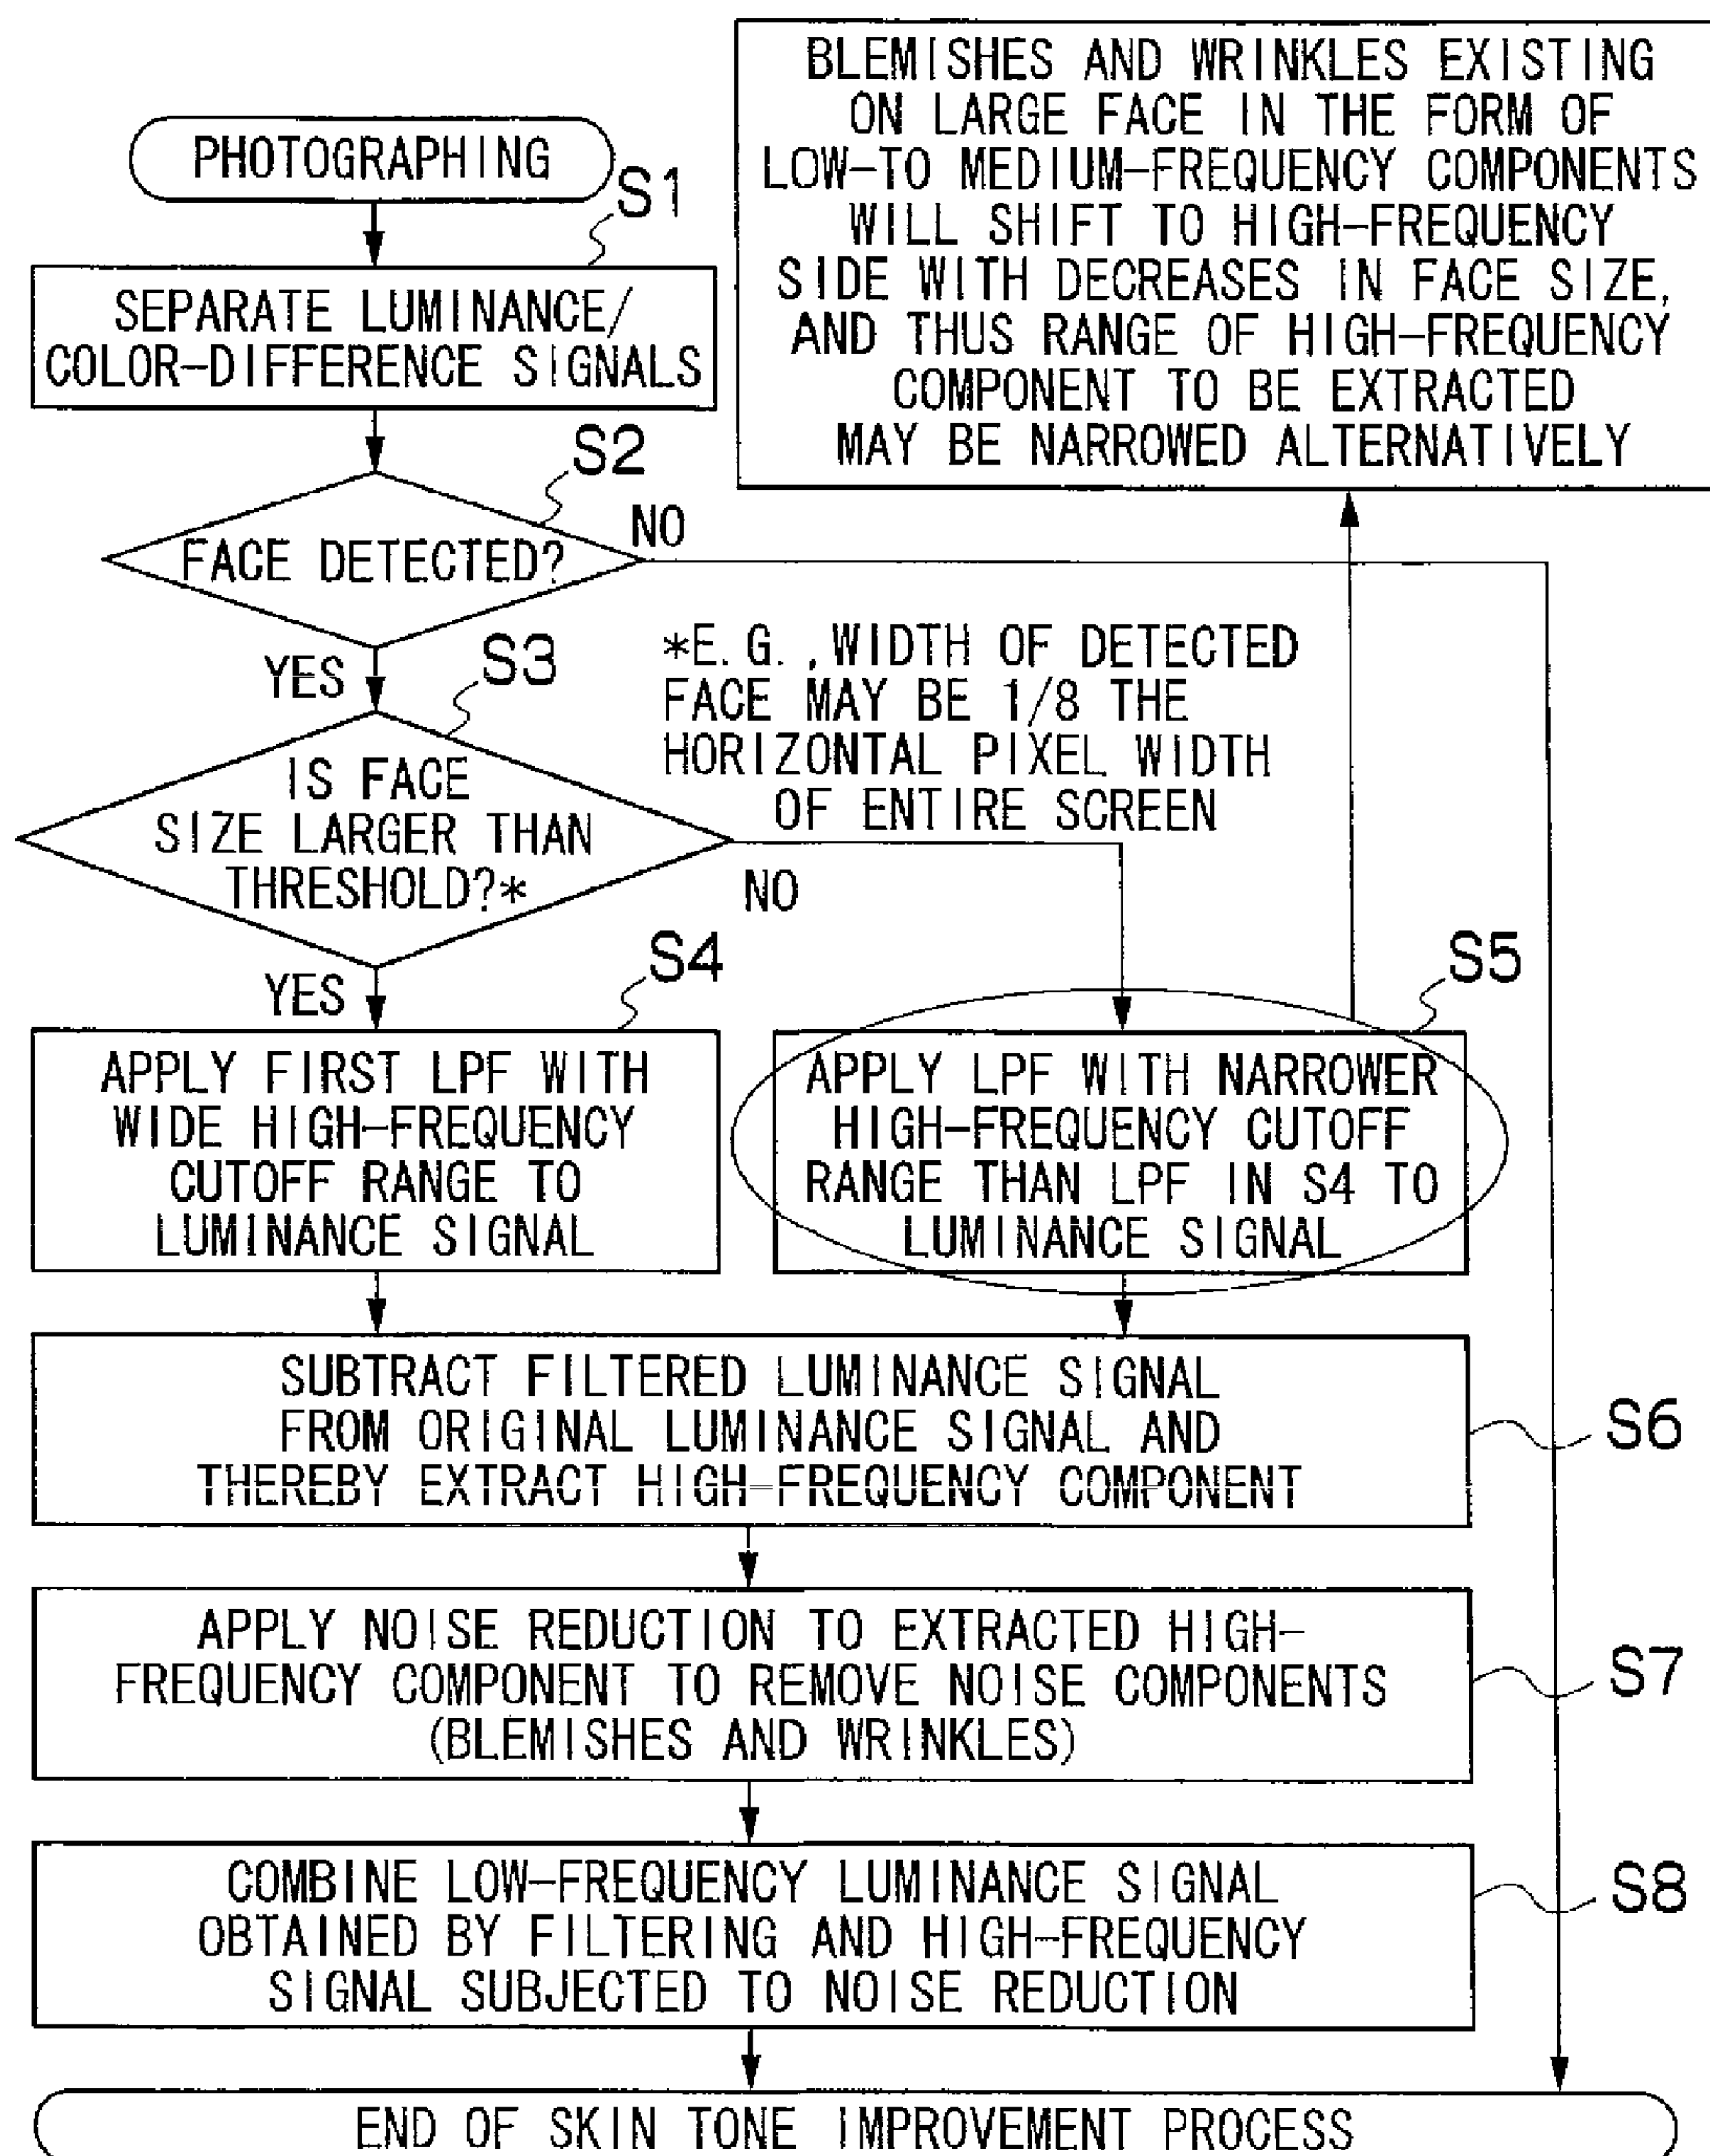 PHOTOGRAPHING
S1
SEPARATE LUMINANCE/
COLOR-DIFFERENCE SIGNALS
BLEMISHES AND WRINKLES EXISTING
ON LARGE FACE IN THE FORM OF
LOW-TO MEDIUM-FREQUENCY COMPONENTS
WILL SHIFT TO HIGH-FREQUENCY
SIDE WITH DECREASES IN FACE SIZE,
AND THUS RANGE OF HIGH-FREQUENCY
COMPONENT TO BE EXTRACTED
MAY BE NARROWED ALTERNATIVELY
S2
FACE DETECTED?
NO
YES
S3
IS FACE
SIZE LARGER THAN
THRESHOLD?*
*E.G.,WIDTH OF DETECTED
FACE MAY BE 1/8 THE
HORIZONTAL PIXEL WIDTH
OF ENTIRE SCREEN
NO
YES
S4
APPLY FIRST LPF WITH
WIDE HIGH-FREQUENCY
CUTOFF RANGE TO
LUMINANCE SIGNAL
S5
APPLY LPF WITH NARROWER
HIGH-FREQUENCY CUTOFF
RANGE THAN LPF IN S4 TO
LUMINANCE SIGNAL
SUBTRACT FILTERED LUMINANCE SIGNAL
FROM ORIGINAL LUMINANCE SIGNAL AND
THEREBY EXTRACT HIGH-FREQUENCY COMPONENT
S6
APPLY NOISE REDUCTION TO EXTRACTED HIGH-
FREQUENCY COMPONENT TO REMOVE NOISE COMPONENTS
(BLEMISHES AND WRINKLES)
S7
COMBINE LOW-FREQUENCY LUMINANCE SIGNAL
OBTAINED BY FILTERING AND HIGH-FREQUENCY
SIGNAL SUBJECTED TO NOISE REDUCTION
S8
END OF SKIN TONE IMPROVEMENT PROCESS